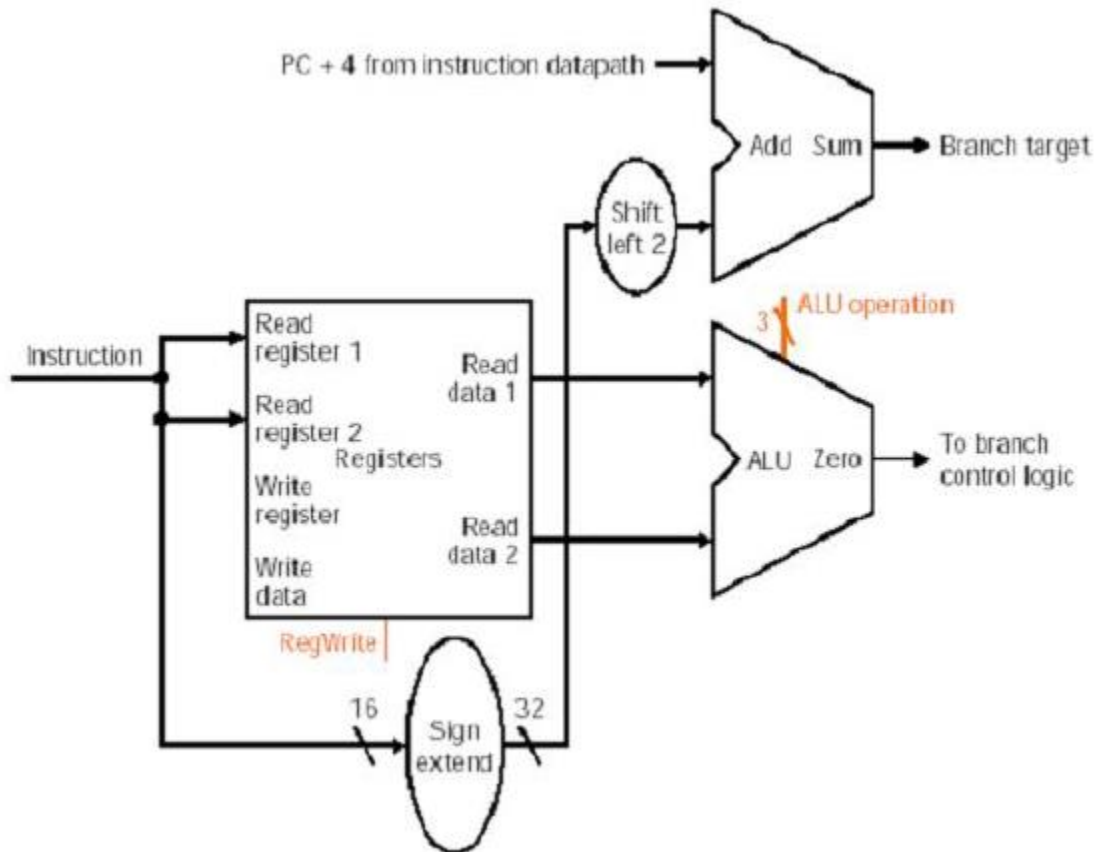 PC + 4 from instruction datapath
Add Sum
Branch target
Shift
left 2
ALU operation
3
Instruction
Read
register 1
Read
data 1
Read
register 2
Registers
ALU Zero
To branch
control logic
Write
register
Read
data 2
Write
data
RegWrite
16
32
Sign
extend